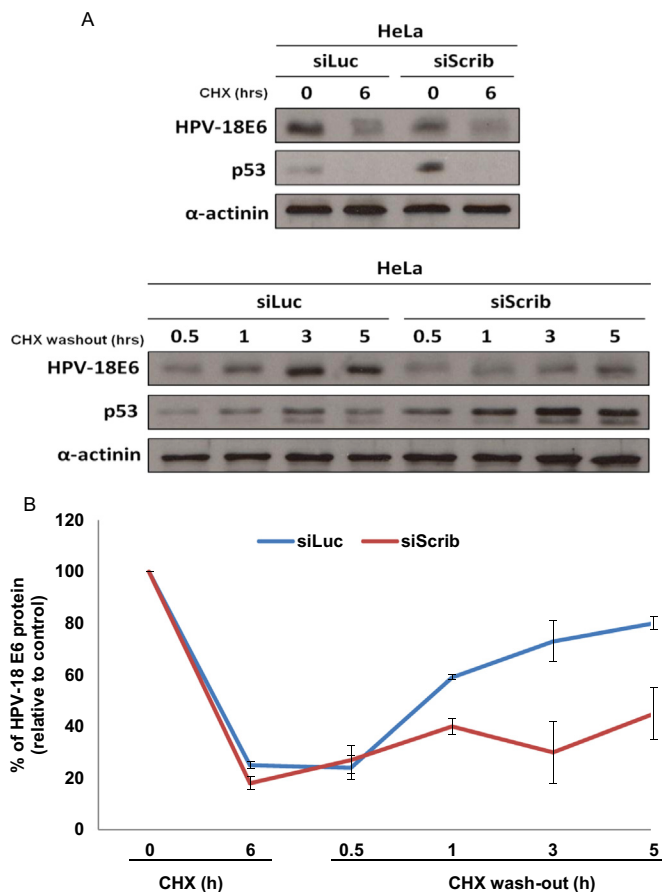 A
HeLa
siLuc siScrib
CHX (hrs) 0 6 0 6
HPV-18E6
p53
α-actinin
HeLa
siLuc siScrib
CHX washout (hrs) 0.5 1 3 5 0.5 1 3 5
HPV-18E6
p53
α-actinin
B
siLuc siScrib
% of HPV-18 E6 protein
(relative to control)
120
100
80
60
40
20
0
0 6 0.5 1 3 5
CHX (h) CHX wash-out (h)